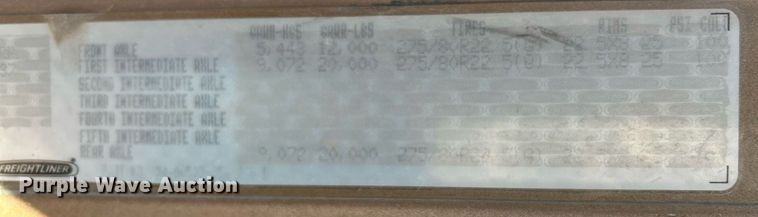 GAWR-KGS GAWR-LBS TIRES RIMS PSI COLD
FRONT AXLE 5,443 12,000 275/80R22.5(G) 22.5X8.25
FIRST INTERMEDIATE AXLE 9,072 20,000 275/80R22.5(G) 22.5X8.25
SECOND INTERMEDIATE AXLE
THIRD INTERMEDIATE AXLE
FOURTH INTERMEDIATE AXLE
FIFTH INTERMEDIATE AXLE
REAR AXLE 9,072 20,000
FREIGHTLINER
Purple Wave Auction